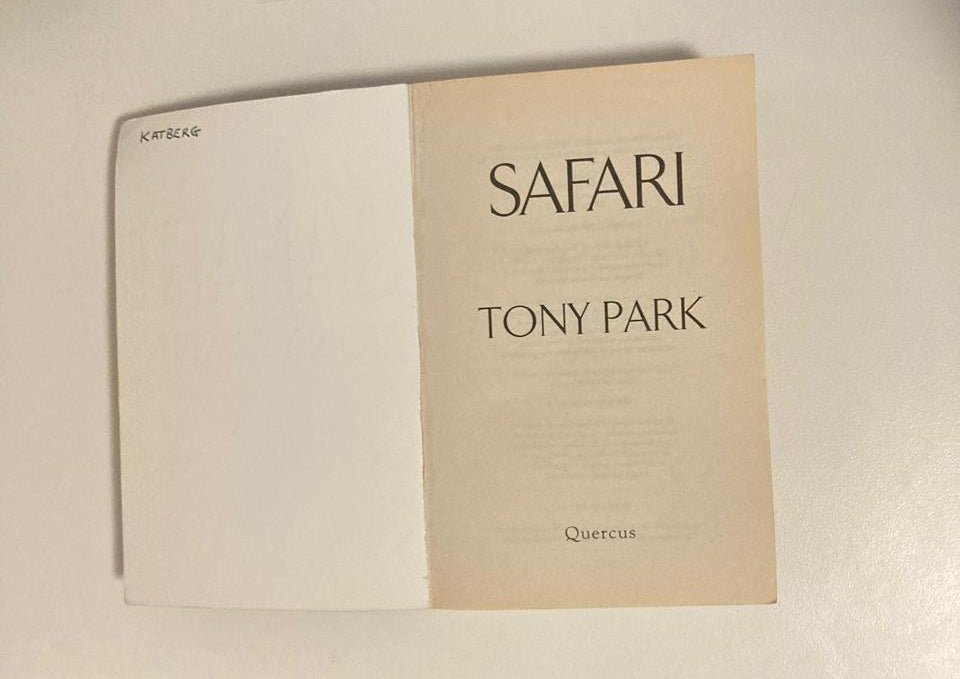 KATBERG
SAFARI
TONY PARK
Quercus